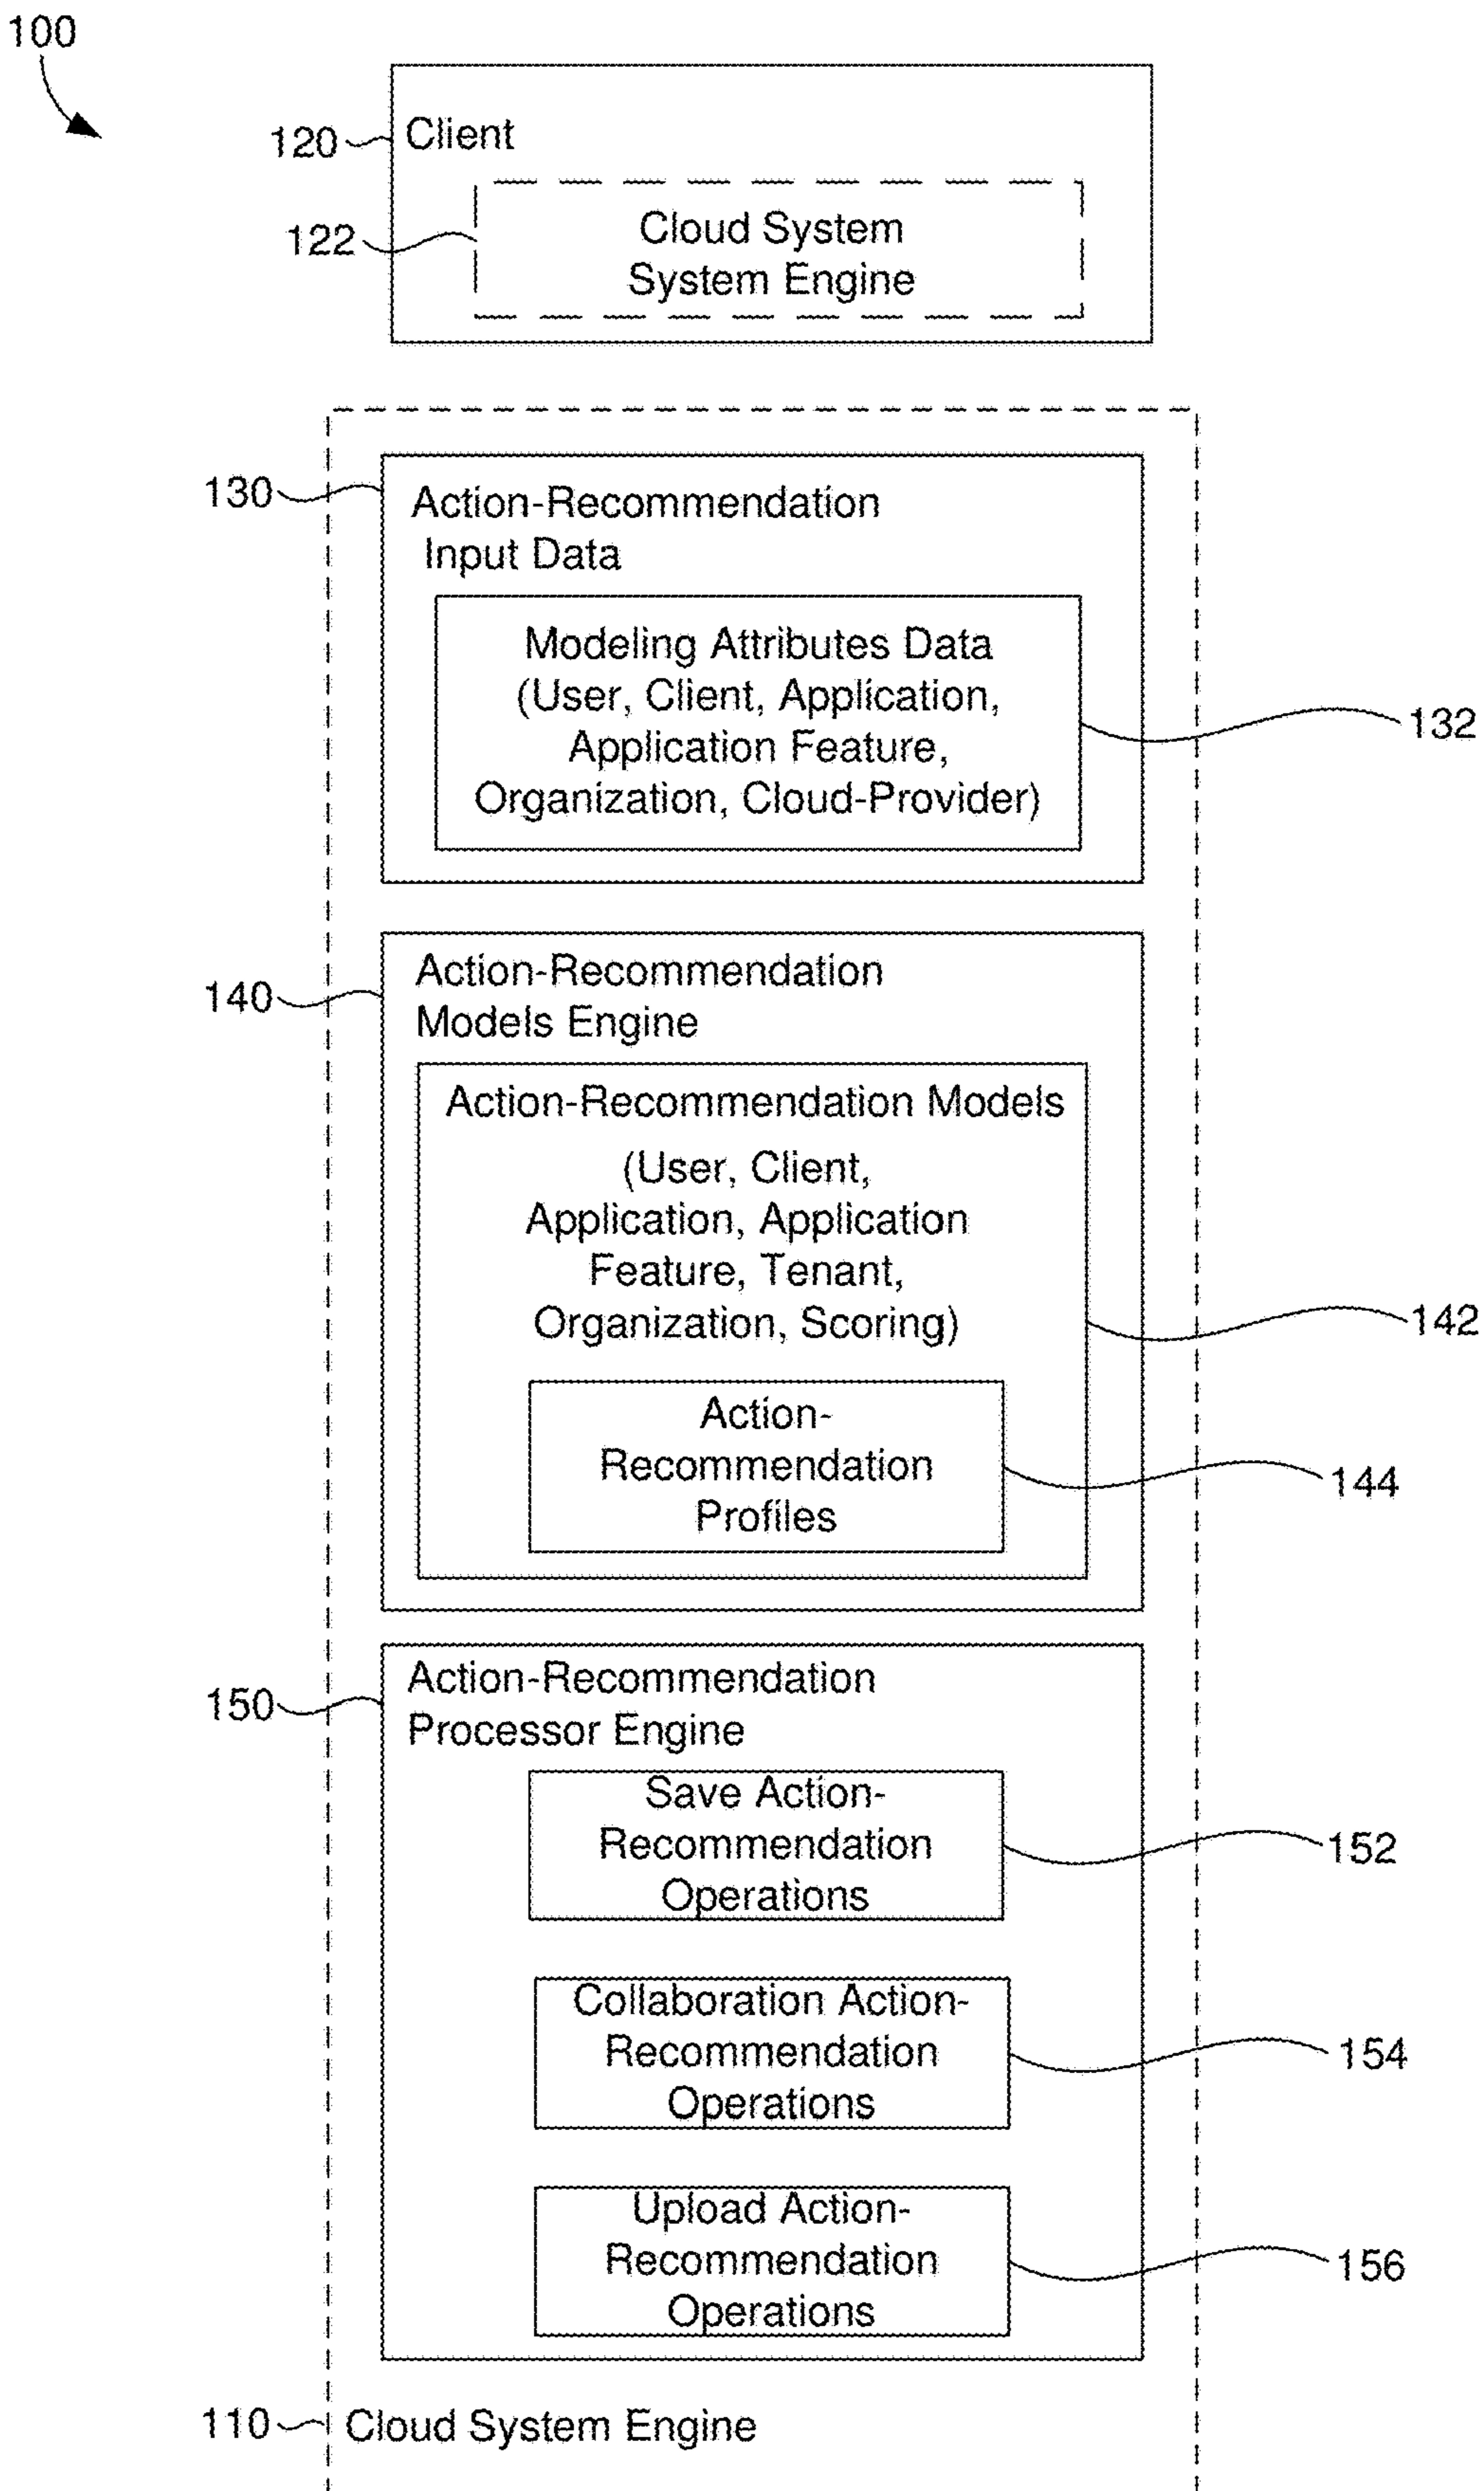 100
120
Client
122
Cloud System
System Engine
130
Action-Recommendation
Input Data
Modeling Attributes Data
(User, Client, Application,
Application Feature,
Organization, Cloud-Provider)
132
140
Action-Recommendation
Models Engine
Action-Recommendation Models
(User, Client,
Application, Application
Feature, Tenant,
Organization, Scoring)
142
Action-
Recommendation
Profiles
144
150
Action-Recommendation
Processor Engine
Save Action-
Recommendation
Operations
152
Collaboration Action-
Recommendation
Operations
154
Upload Action-
Recommendation
Operations
156
110
Cloud System Engine